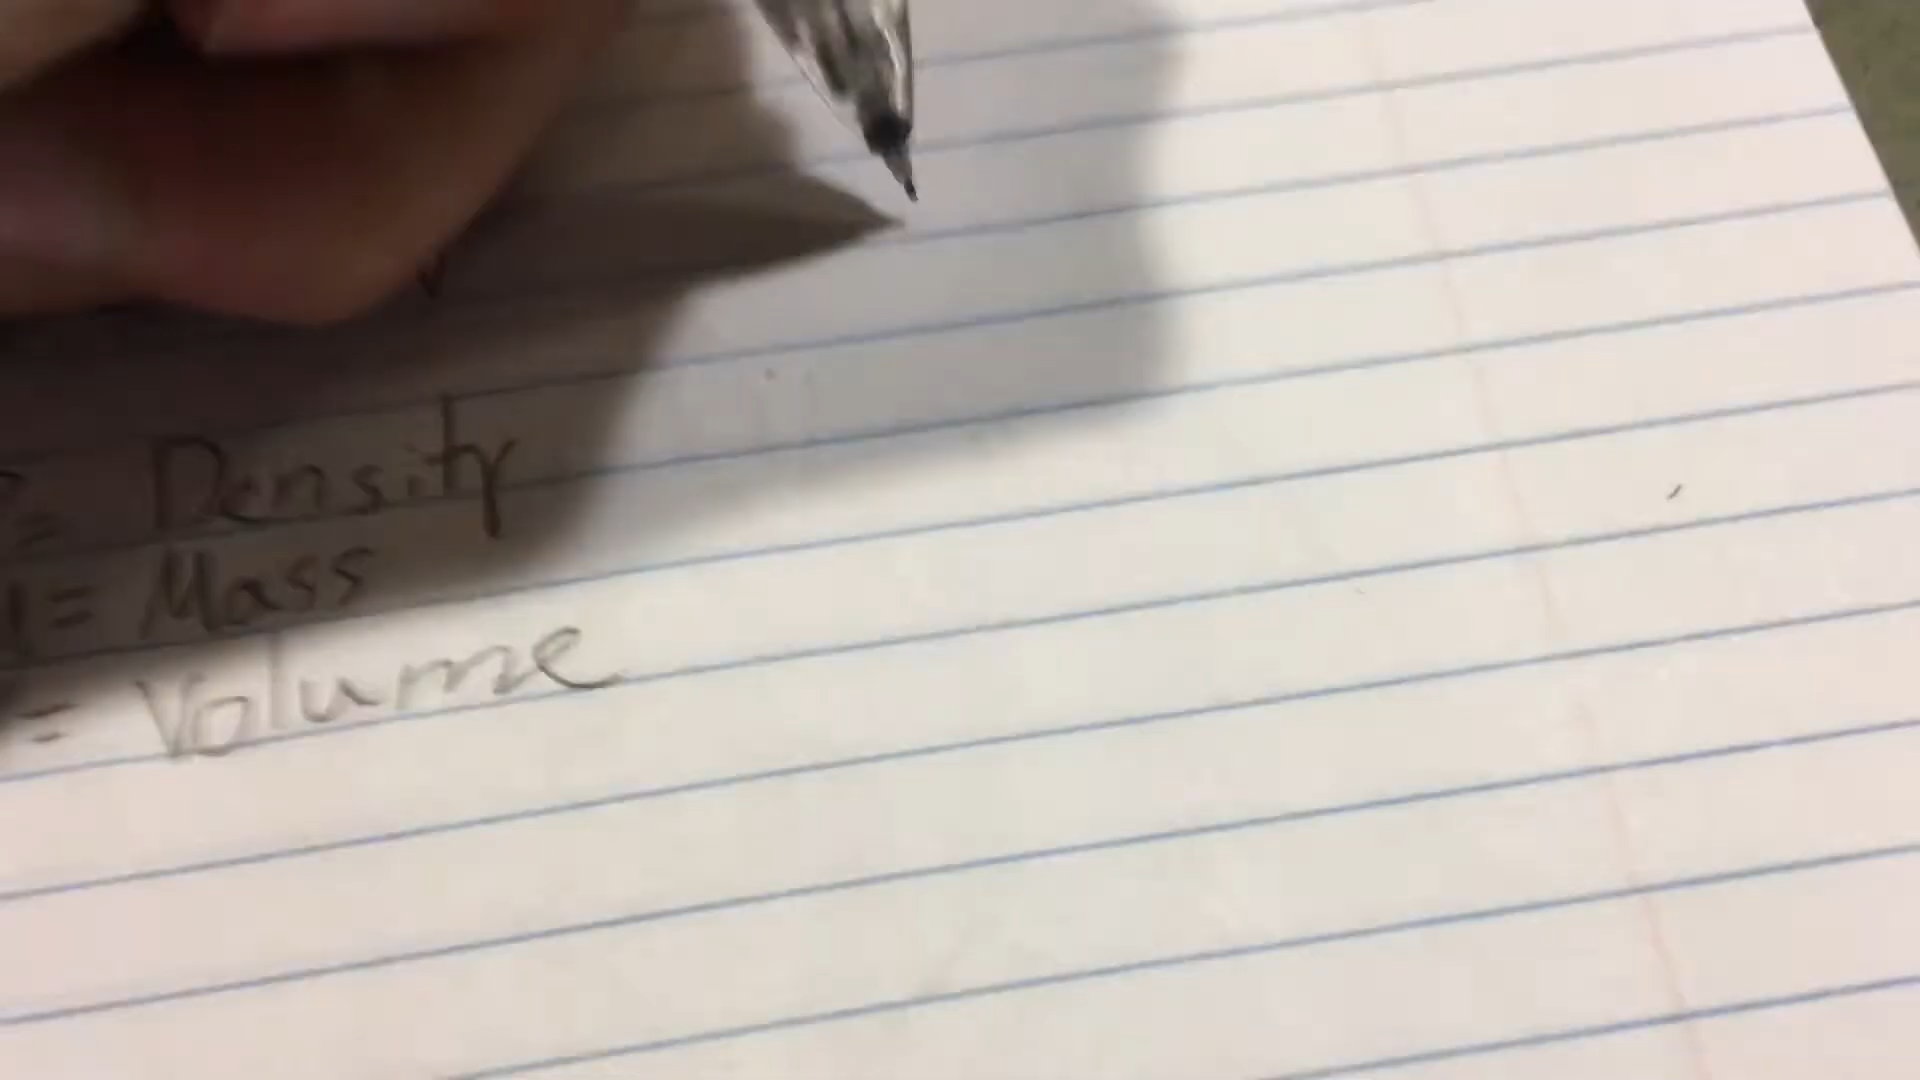 = Density
= Mass
= Volume